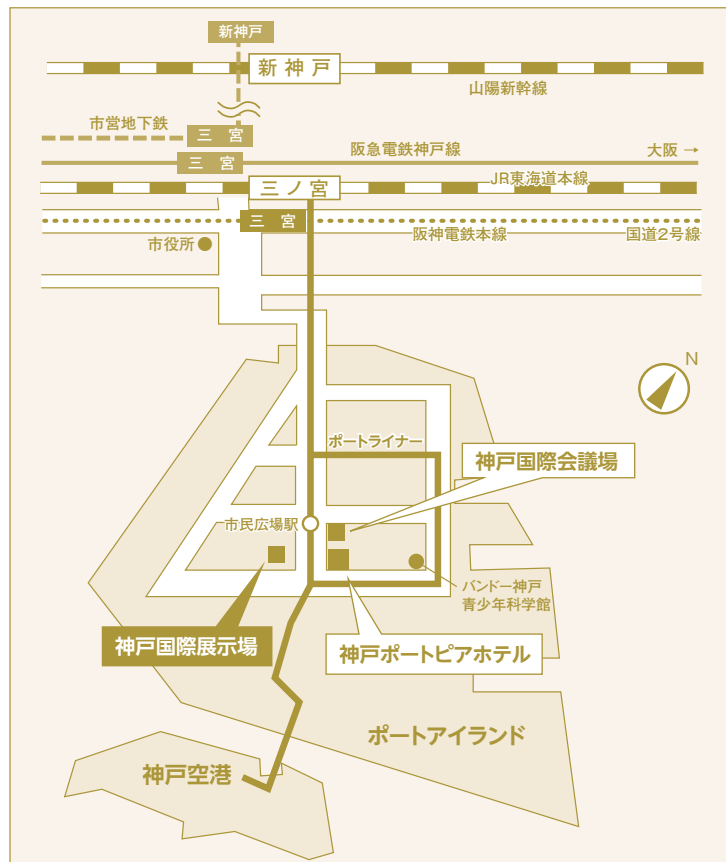 新神戸
新神戸
山陽新幹線
市営地下鉄
三 宮
三 宮
阪急電鉄神戸線
大阪 →
三ノ宮
JR東海道本線
三 宮
市役所
阪神電鉄本線
国道2号線
N
ポートライナー
神戸国際会議場
市民広場駅
バンドー神戸
青少年科学館
神戸国際展示場
神戸ポートピアホテル
ポートアイランド
神戸空港